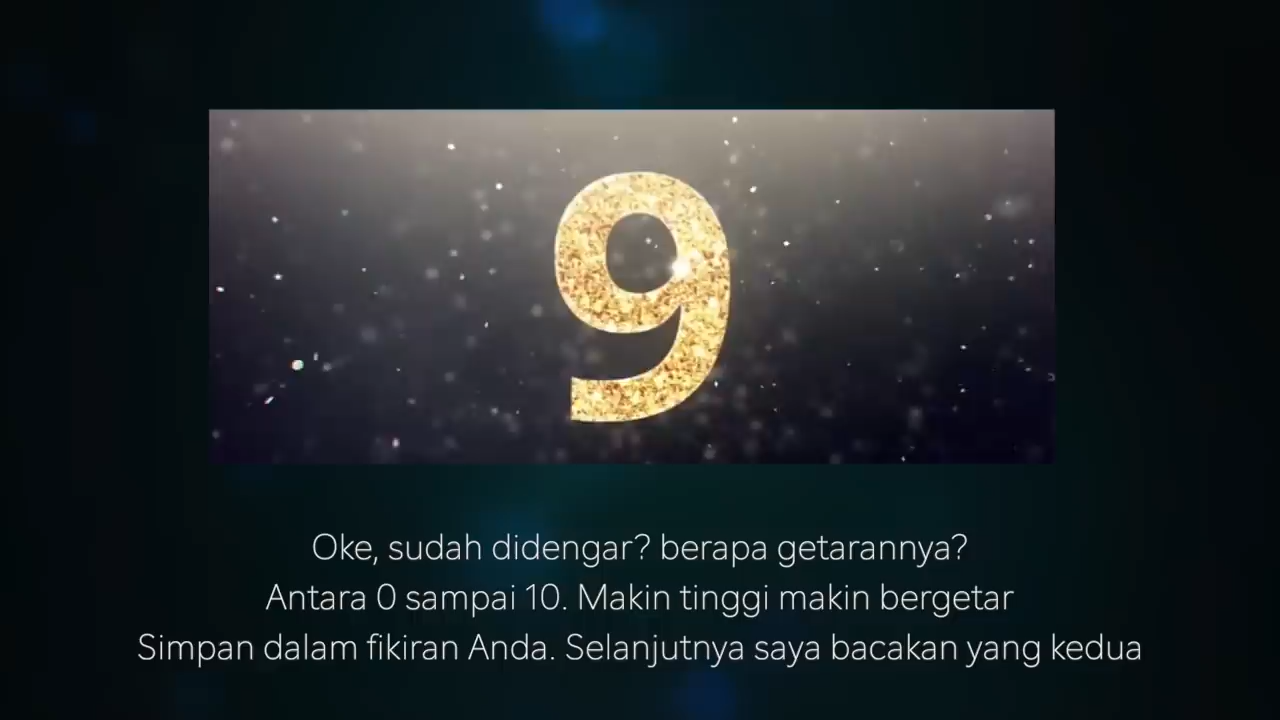 9
Oke, sudah didengar? berapa getarannya?
Antara 0 sampai 10. Makin tinggi makin bergetar
Simpan dalam fikiran Anda. Selanjutnya saya bacakan yang kedua